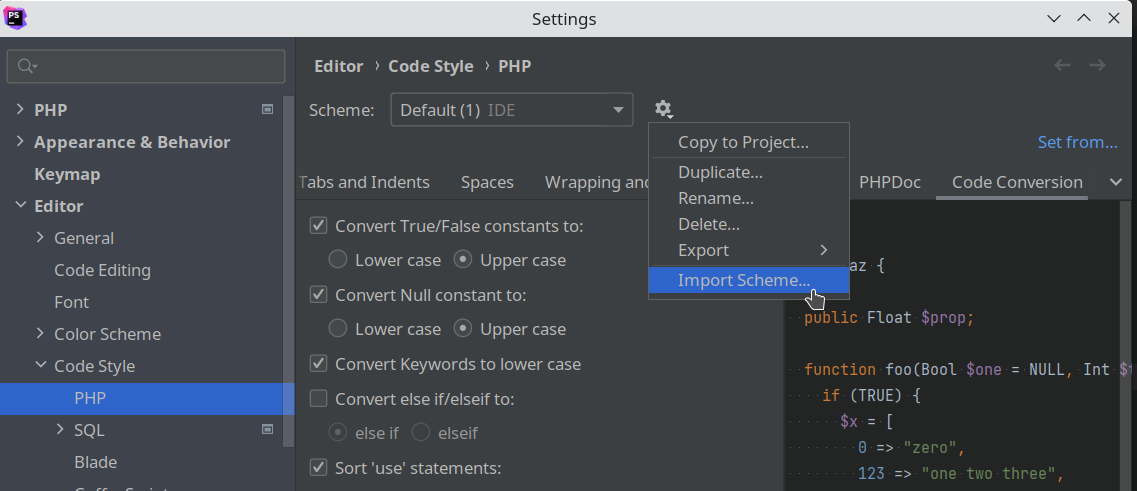 PS
Settings
Editor › Code Style › PHP
Scheme: Default (1) IDE
Set from...
Copy to Project...
Duplicate...
Rename...
Delete...
Export
Import Scheme...
PHP
Appearance & Behavior
Keymap
Editor
General
Code Editing
Font
Color Scheme
Code Style
PHP
SQL
Blade
Tabs and Indents Spaces Wrapping and PHPDoc Code Conversion
Convert True/False constants to:
Lower case Upper case
Convert Null constant to:
Lower case Upper case
Convert Keywords to lower case
Convert else if/elseif to:
else if elseif
Sort 'use' statements:
az {
public Float $prop;
function foo(Bool $one = NULL, Int $t
if (TRUE) {
$x = [
0 => "zero",
123 => "one two three",